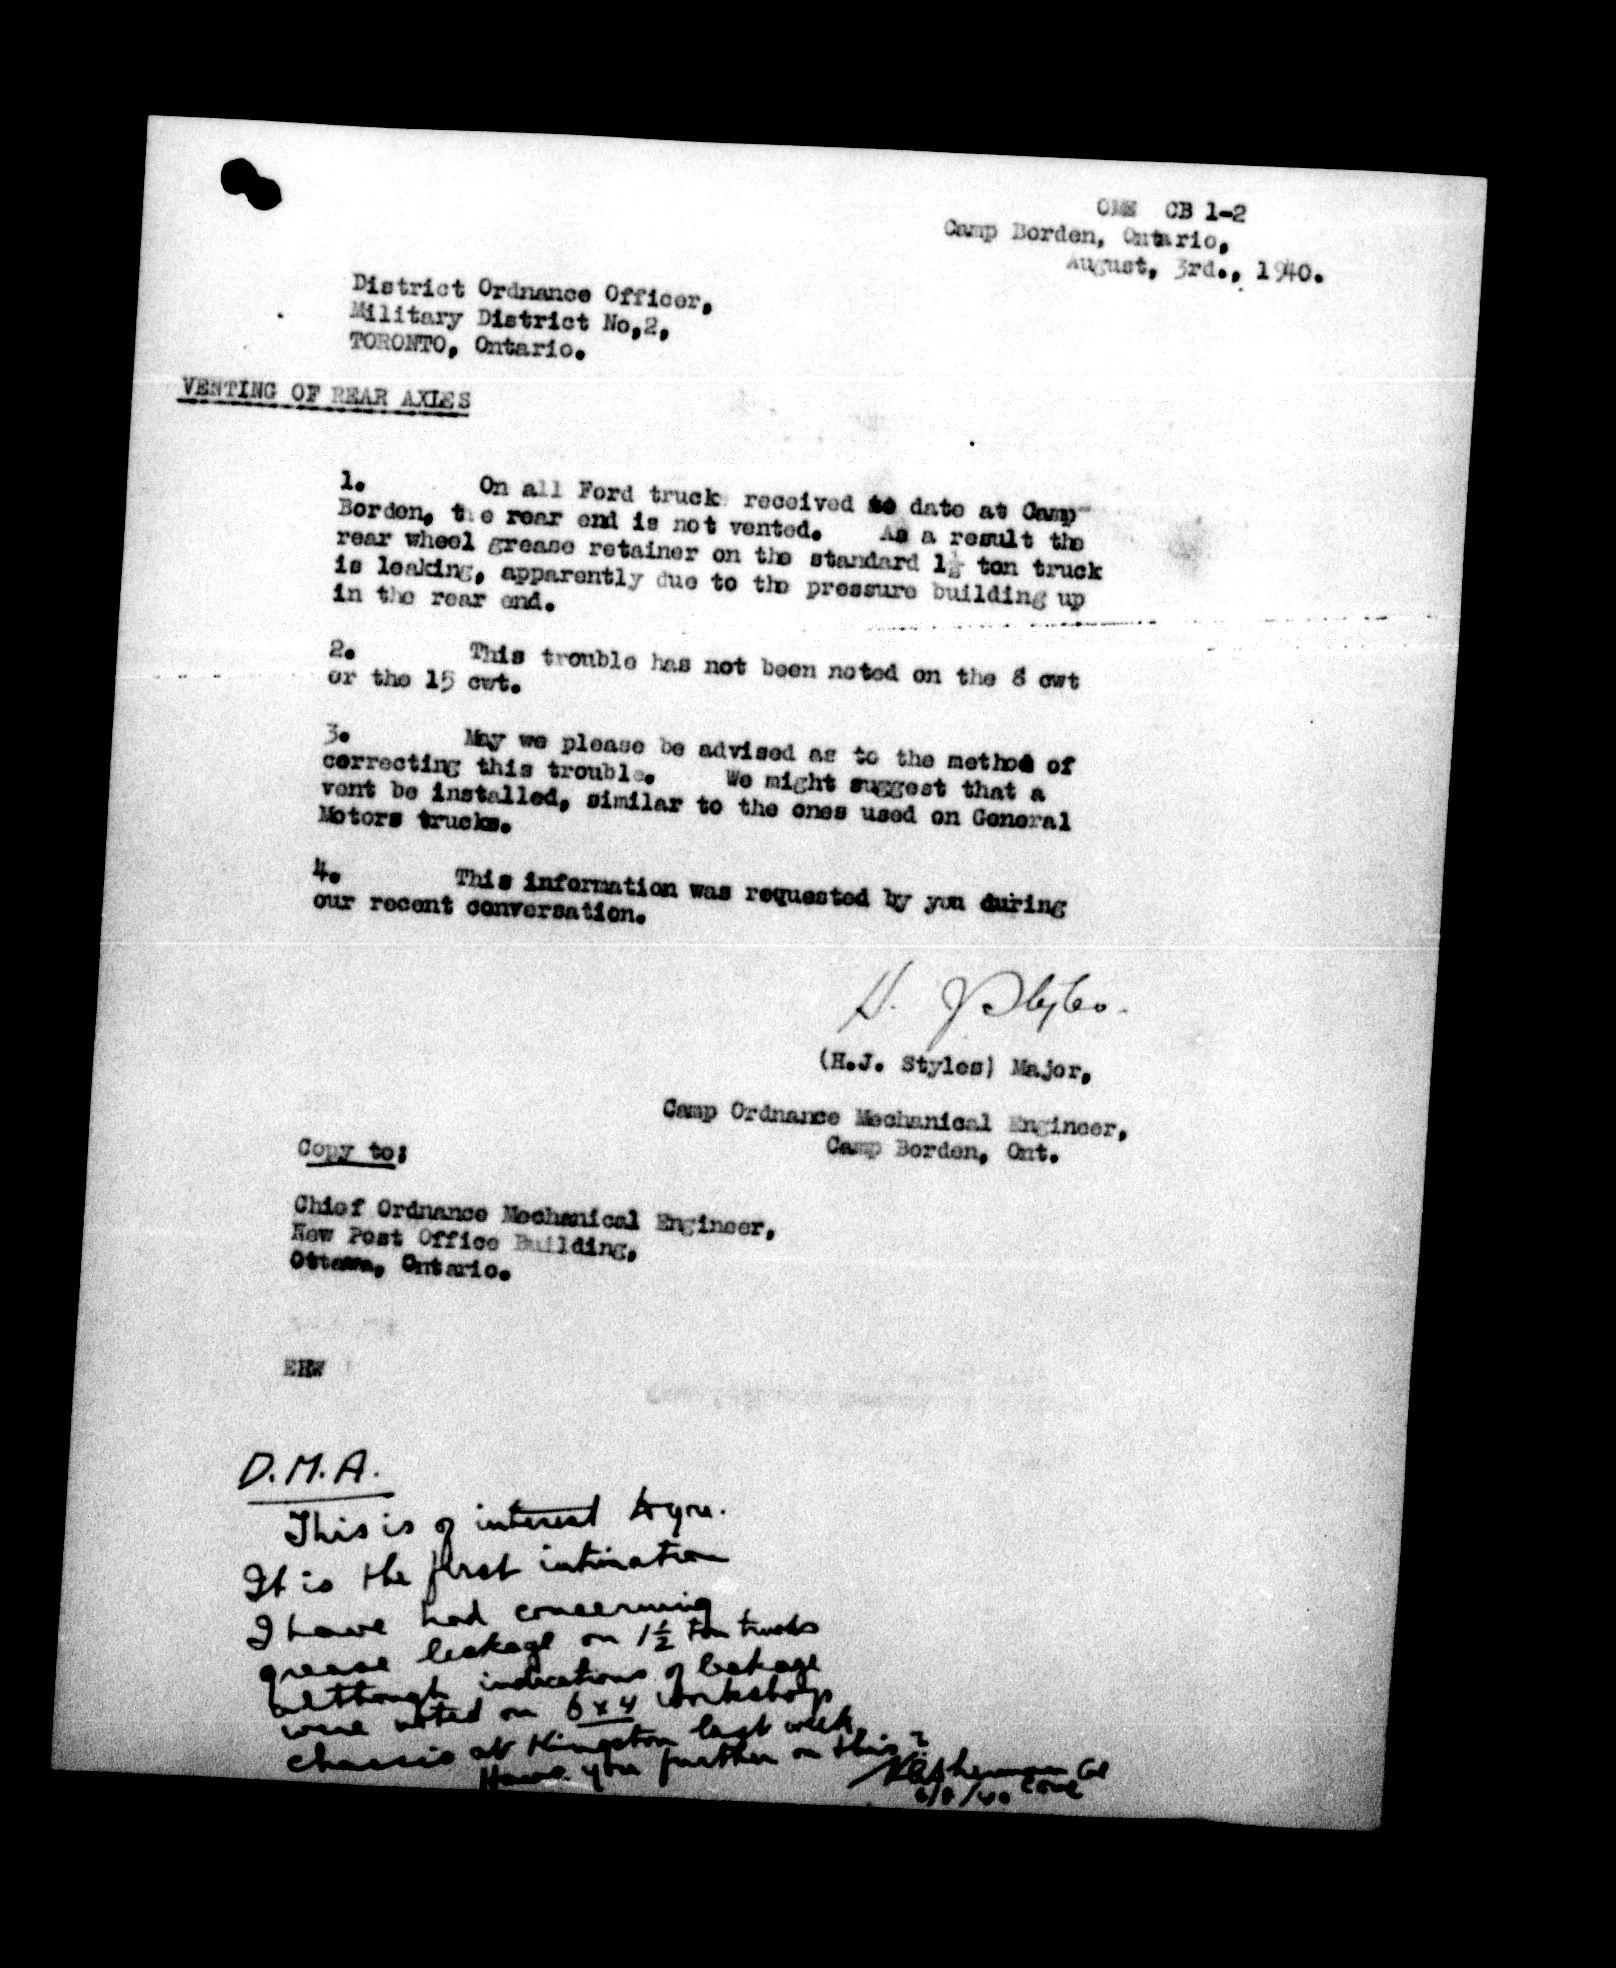 OME CB 1-2
Camp Borden, Ontario,
August, 3rd., 1940.
District Ordnance Officer,
Military District No,2,
TORONTO, Ontario.
VENTING OF REAR AXLES
1. On all Ford truck received to date at Camp
Borden, the rear end is not vented. As a result the
rear wheel grease retainer on the standard 1½ ton truck
is leaking, apparently due to the pressure building up
in the rear end.
2. This trouble has not been noted on the 8 cwt
or the 15 cwt.
3. May we please be advised as to the method of
correcting this trouble. We might suggest that a
vent be installed, similar to the ones used on General
Motors trucks.
4. This information was requested by you during
our recent conversation.
H. J Styles.
(H.J. Styles) Major,
Camp Ordnance Mechanical Engineer,
Camp Borden, Ont.
Copy to:
Chief Ordnance Mechanical Engineer,
New Post Office Building,
Ottawa, Ontario.
EHW
D.M.A.
This is of interest to you.
It is the first intimation
I have had concerning
grease leakage on 1½ ton trucks
although indications of leakage
were noted on 6 x 4 workshop
chassis at Kingston last week.
Have you further on this?
Col
6/8/40 COME